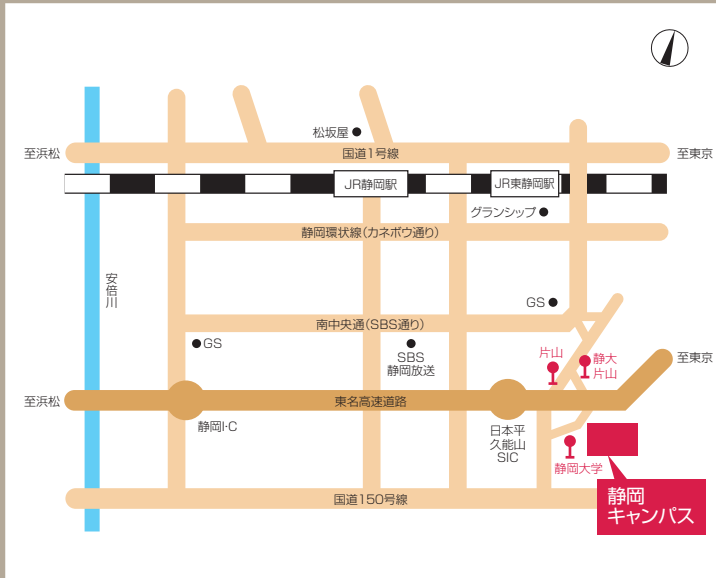 松坂屋
至浜松
国道1号線
至東京
JR静岡駅
JR東静岡駅
グランシップ
静岡環状線(カネボウ通り)
安倍川
GS
南中央通(SBS通り)
GS
SBS
静岡放送
片山
静大
片山
至東京
至浜松
東名高速道路
静岡I・C
日本平
久能山
SIC
静岡大学
国道150号線
静岡
キャンパス